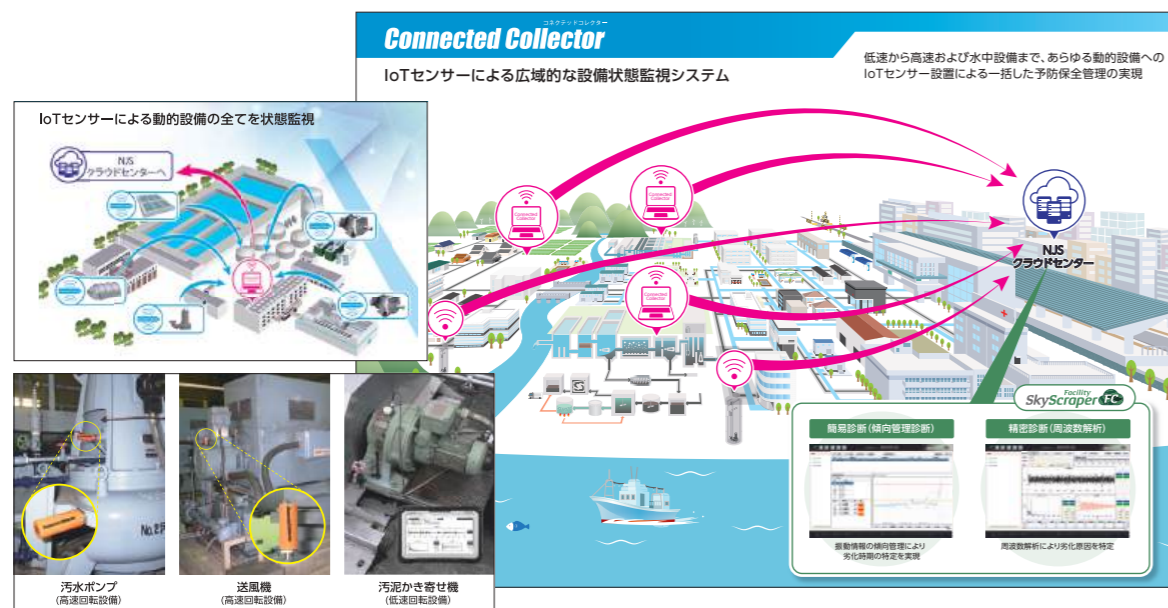 コネクテッドコレクター
Connected Collector
IoTセンサーによる広域的な設備状態監視システム
低速から高速および水中設備まで、あらゆる動的設備への
IoTセンサー設置による一括した予防保全管理の実現
IoTセンサーによる動的設備の全てを状態監視
NJS
クラウドセンターへ
Connected
Collector
Connected
Collector
Connected
Collector
NJS
クラウドセンター
Facility
SkyScraper FC
簡易診断(傾向管理診断)
振動情報の傾向管理により
劣化時期の特定を実現
精密診断(周波数解析)
周波数解析により劣化原因を特定
汚水ポンプ
(高速回転設備)
送風機
(高速回転設備)
汚泥かき寄せ機
(低速回転設備)